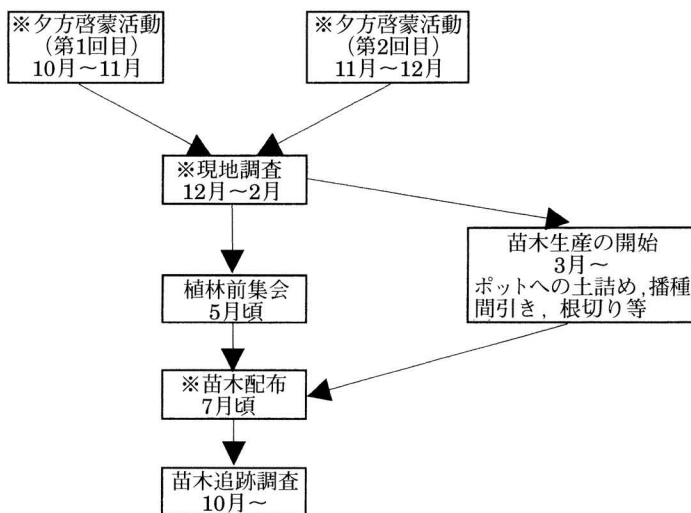 ※夕方啓蒙活動
(第1回目)
10月～11月
※夕方啓蒙活動
(第2回目)
11月～12月
※現地調査
12月～2月
苗木生産の開始
3月～
ポットへの土詰め,播種
間引き，根切り等
植林前集会
5月頃
※苗木配布
7月頃
苗木追跡調査
10月～